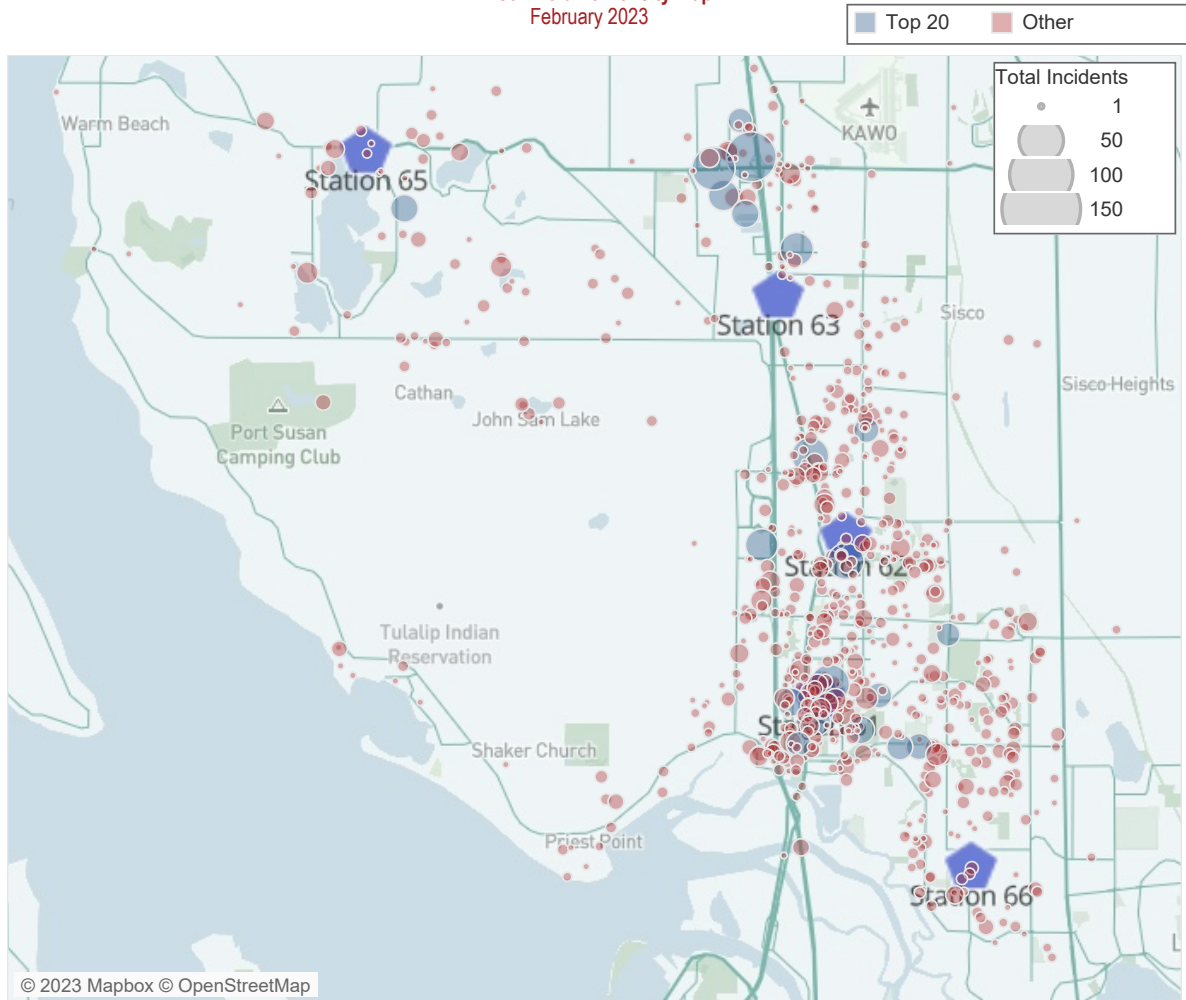 February 2023
Top 20
Other
Total Incidents
1
50
100
150
Warm Beach
KAWO
Station 65
Sisco
Station 63
Sisco Heights
Cathan
John Sam Lake
Port Susan
Camping Club
Station 62
Tulalip Indian
Reservation
Shaker Church
Priest Point
Station 66
© 2023 Mapbox © OpenStreetMap